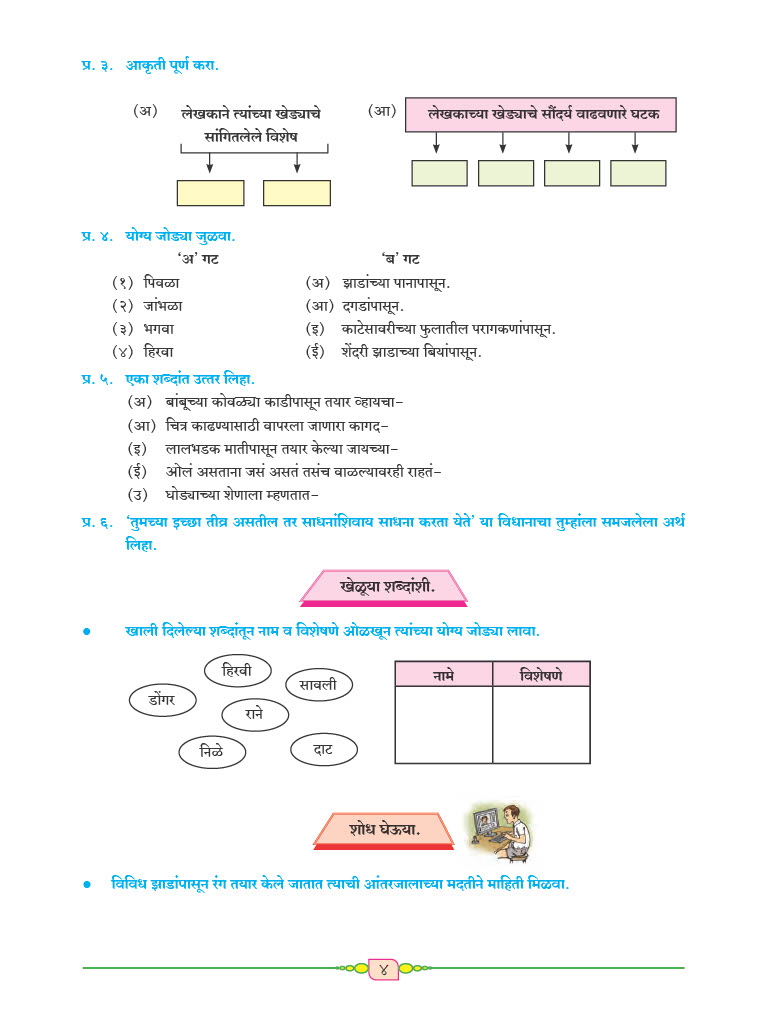 प्र. ३. आकृती पूर्ण करा.
(अ) लेखकाने त्यांच्या खेड्याचे
सांगितलेले विशेष
(आ) लेखकाच्या खेड्याचे सौंदर्य वाढवणारे घटक
प्र. ४. योग्य जोड्या जुळवा.
‘अ’ गट ‘ब’ गट
(१) पिवळा (अ) झाडांच्या पानापासून.
(२) जांभळा (आ) दगडांपासून.
(३) भगवा (इ) काटेसावरीच्या फुलातील परागकणांपासून.
(४) हिरवा (ई) शेंदरी झाडाच्या बियांपासून.
प्र. ५. एका शब्दांत उत्तर लिहा.
(अ) बांबूच्या कोवळ्या काडीपासून तयार व्हायचा–
(आ) चित्र काढण्यासाठी वापरला जाणारा कागद–
(इ) लालभडक मातीपासून तयार केल्या जायच्या–
(ई) ओलं असताना जसं असतं तसंच वाळल्यावरही राहतं–
(उ) घोड्याच्या शेणाला म्हणतात–
प्र. ६. ‘तुमच्या इच्छा तीव्र असतील तर साधनांशिवाय साधना करता येते’ या विधानाचा तुम्हांला समजलेला अर्थ
लिहा.
खेळूया शब्दांशी.
● खाली दिलेल्या शब्दांतून नाम व विशेषणे ओळखून त्यांच्या योग्य जोड्या लावा.
हिरवी
सावली
डोंगर
राने
निळे
दाट
नामे विशेषणे
शोध घेऊया.
● विविध झाडांपासून रंग तयार केले जातात त्याची आंतरजालाच्या मदतीने माहिती मिळवा.
४